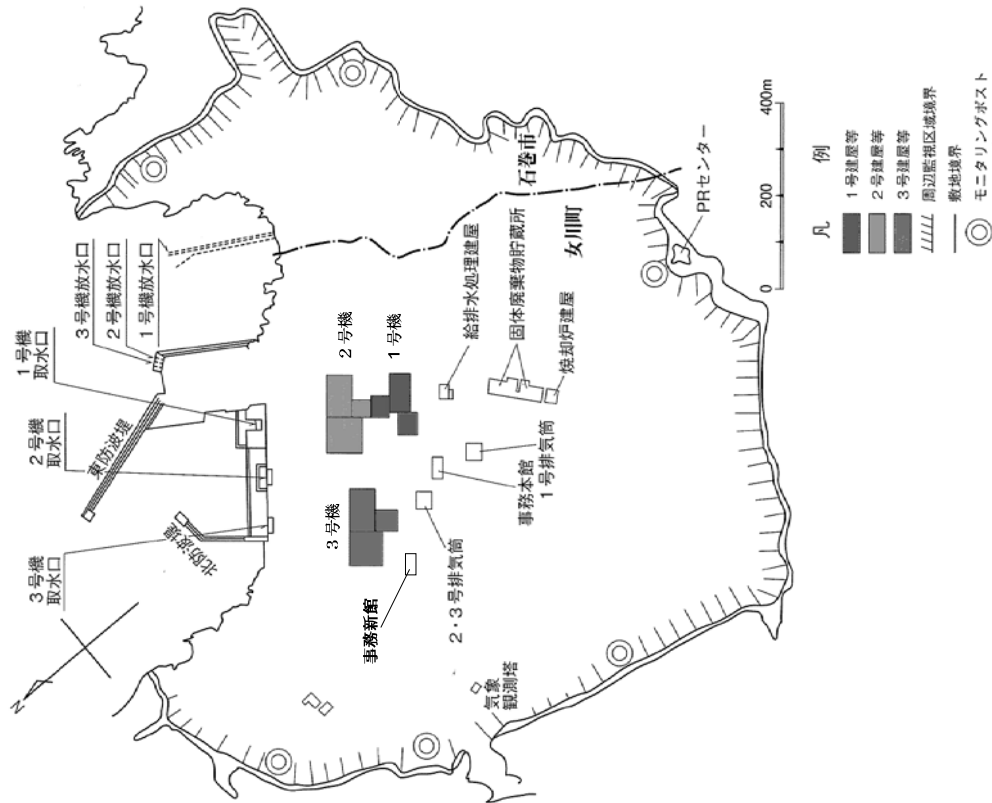 1号機
取水口
2号機
取水口
3号機
取水口
3号機放水口
2号機放水口
1号機放水口
東防波堤
北防波堤
N
2号機
1号機
3号機
給排水処理建屋
固体廃棄物貯蔵所
焼却炉建屋
事務本館
1号排気筒
2・3号排気筒
事務新館
気象
観測塔
石巻市
女川町
PRセンター
0
200
400m
凡例
1号建屋等
2号建屋等
3号建屋等
周辺監視区域境界
敷地境界
モニタリングポスト